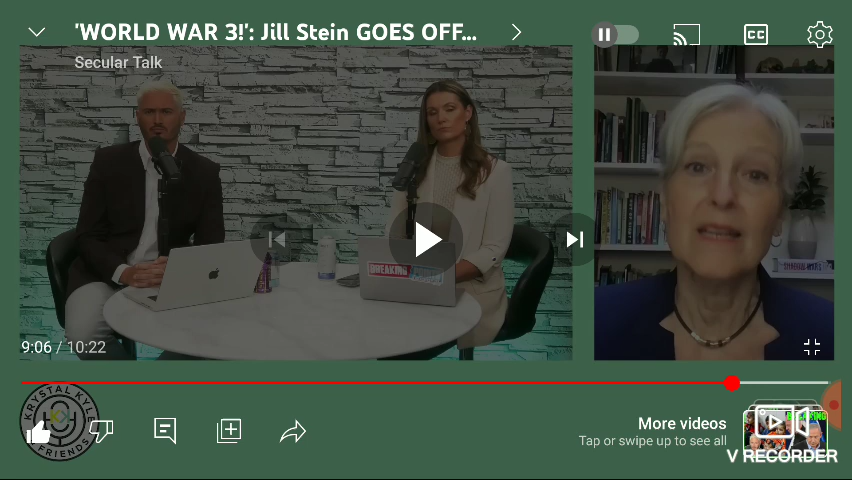 'WORLD WAR 3!': Jill Stein GOES OFF...
CC
Secular Talk
BREAKING
9:06 / 10:22
KRYSTAL KYLE
FRIENDS
More videos
Tap or swipe up to see all
V RECORDER